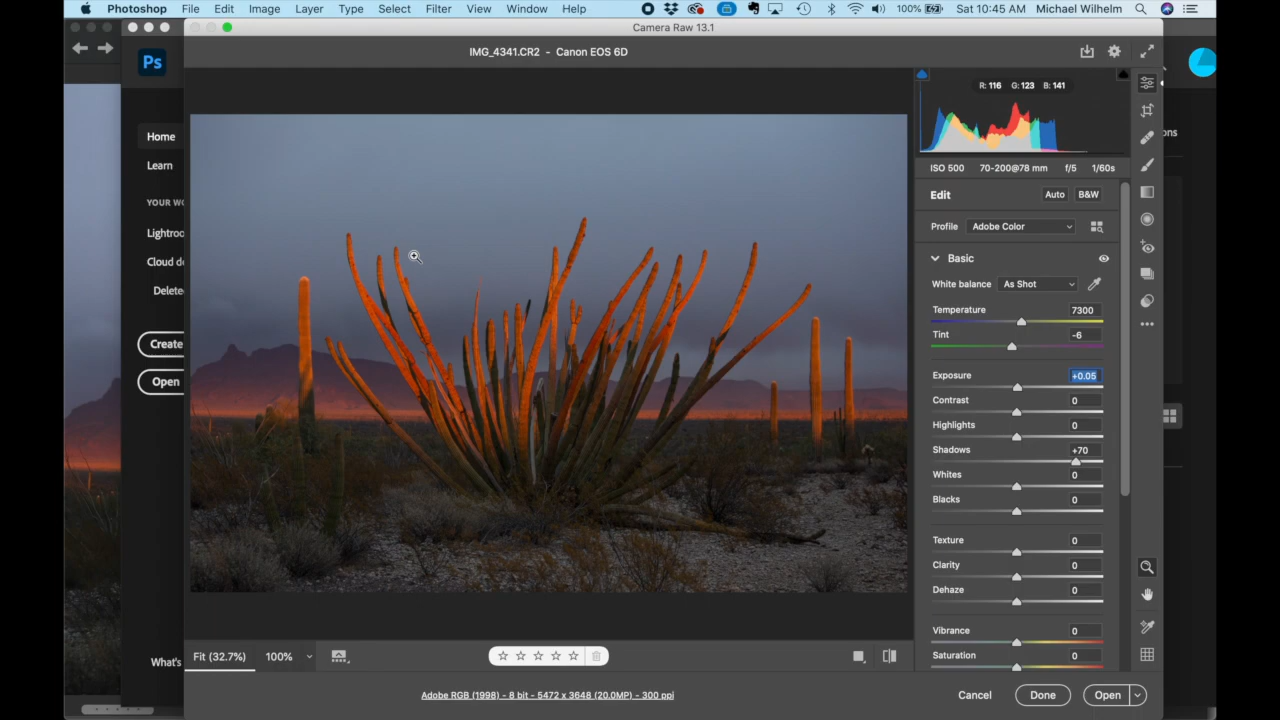 Photoshop File Edit Image Layer Type Select Filter View Window Help 100% Sat 10:45 AM Michael Wilhelm
Camera Raw 13.1
IMG_4341.CR2 - Canon EOS 6D
Ps
R: 116 G: 123 B: 141
Home
Learn
YOUR WO
Lightroo
Cloud d
Delete
Create
Open
What's
ons
ISO 500 70-200@78 mm f/5 1/60s
Edit Auto B&W
Profile Adobe Color
Basic
White balance As Shot
Temperature 7300
Tint -6
Exposure +0.05
Contrast 0
Highlights 0
Shadows +70
Whites 0
Blacks 0
Texture 0
Clarity 0
Dehaze 0
Vibrance 0
Saturation 0
Fit (32.7%) 100%
Adobe RGB (1998) - 8 bit - 5472 x 3648 (20.0MP) - 300 ppi
Cancel Done Open